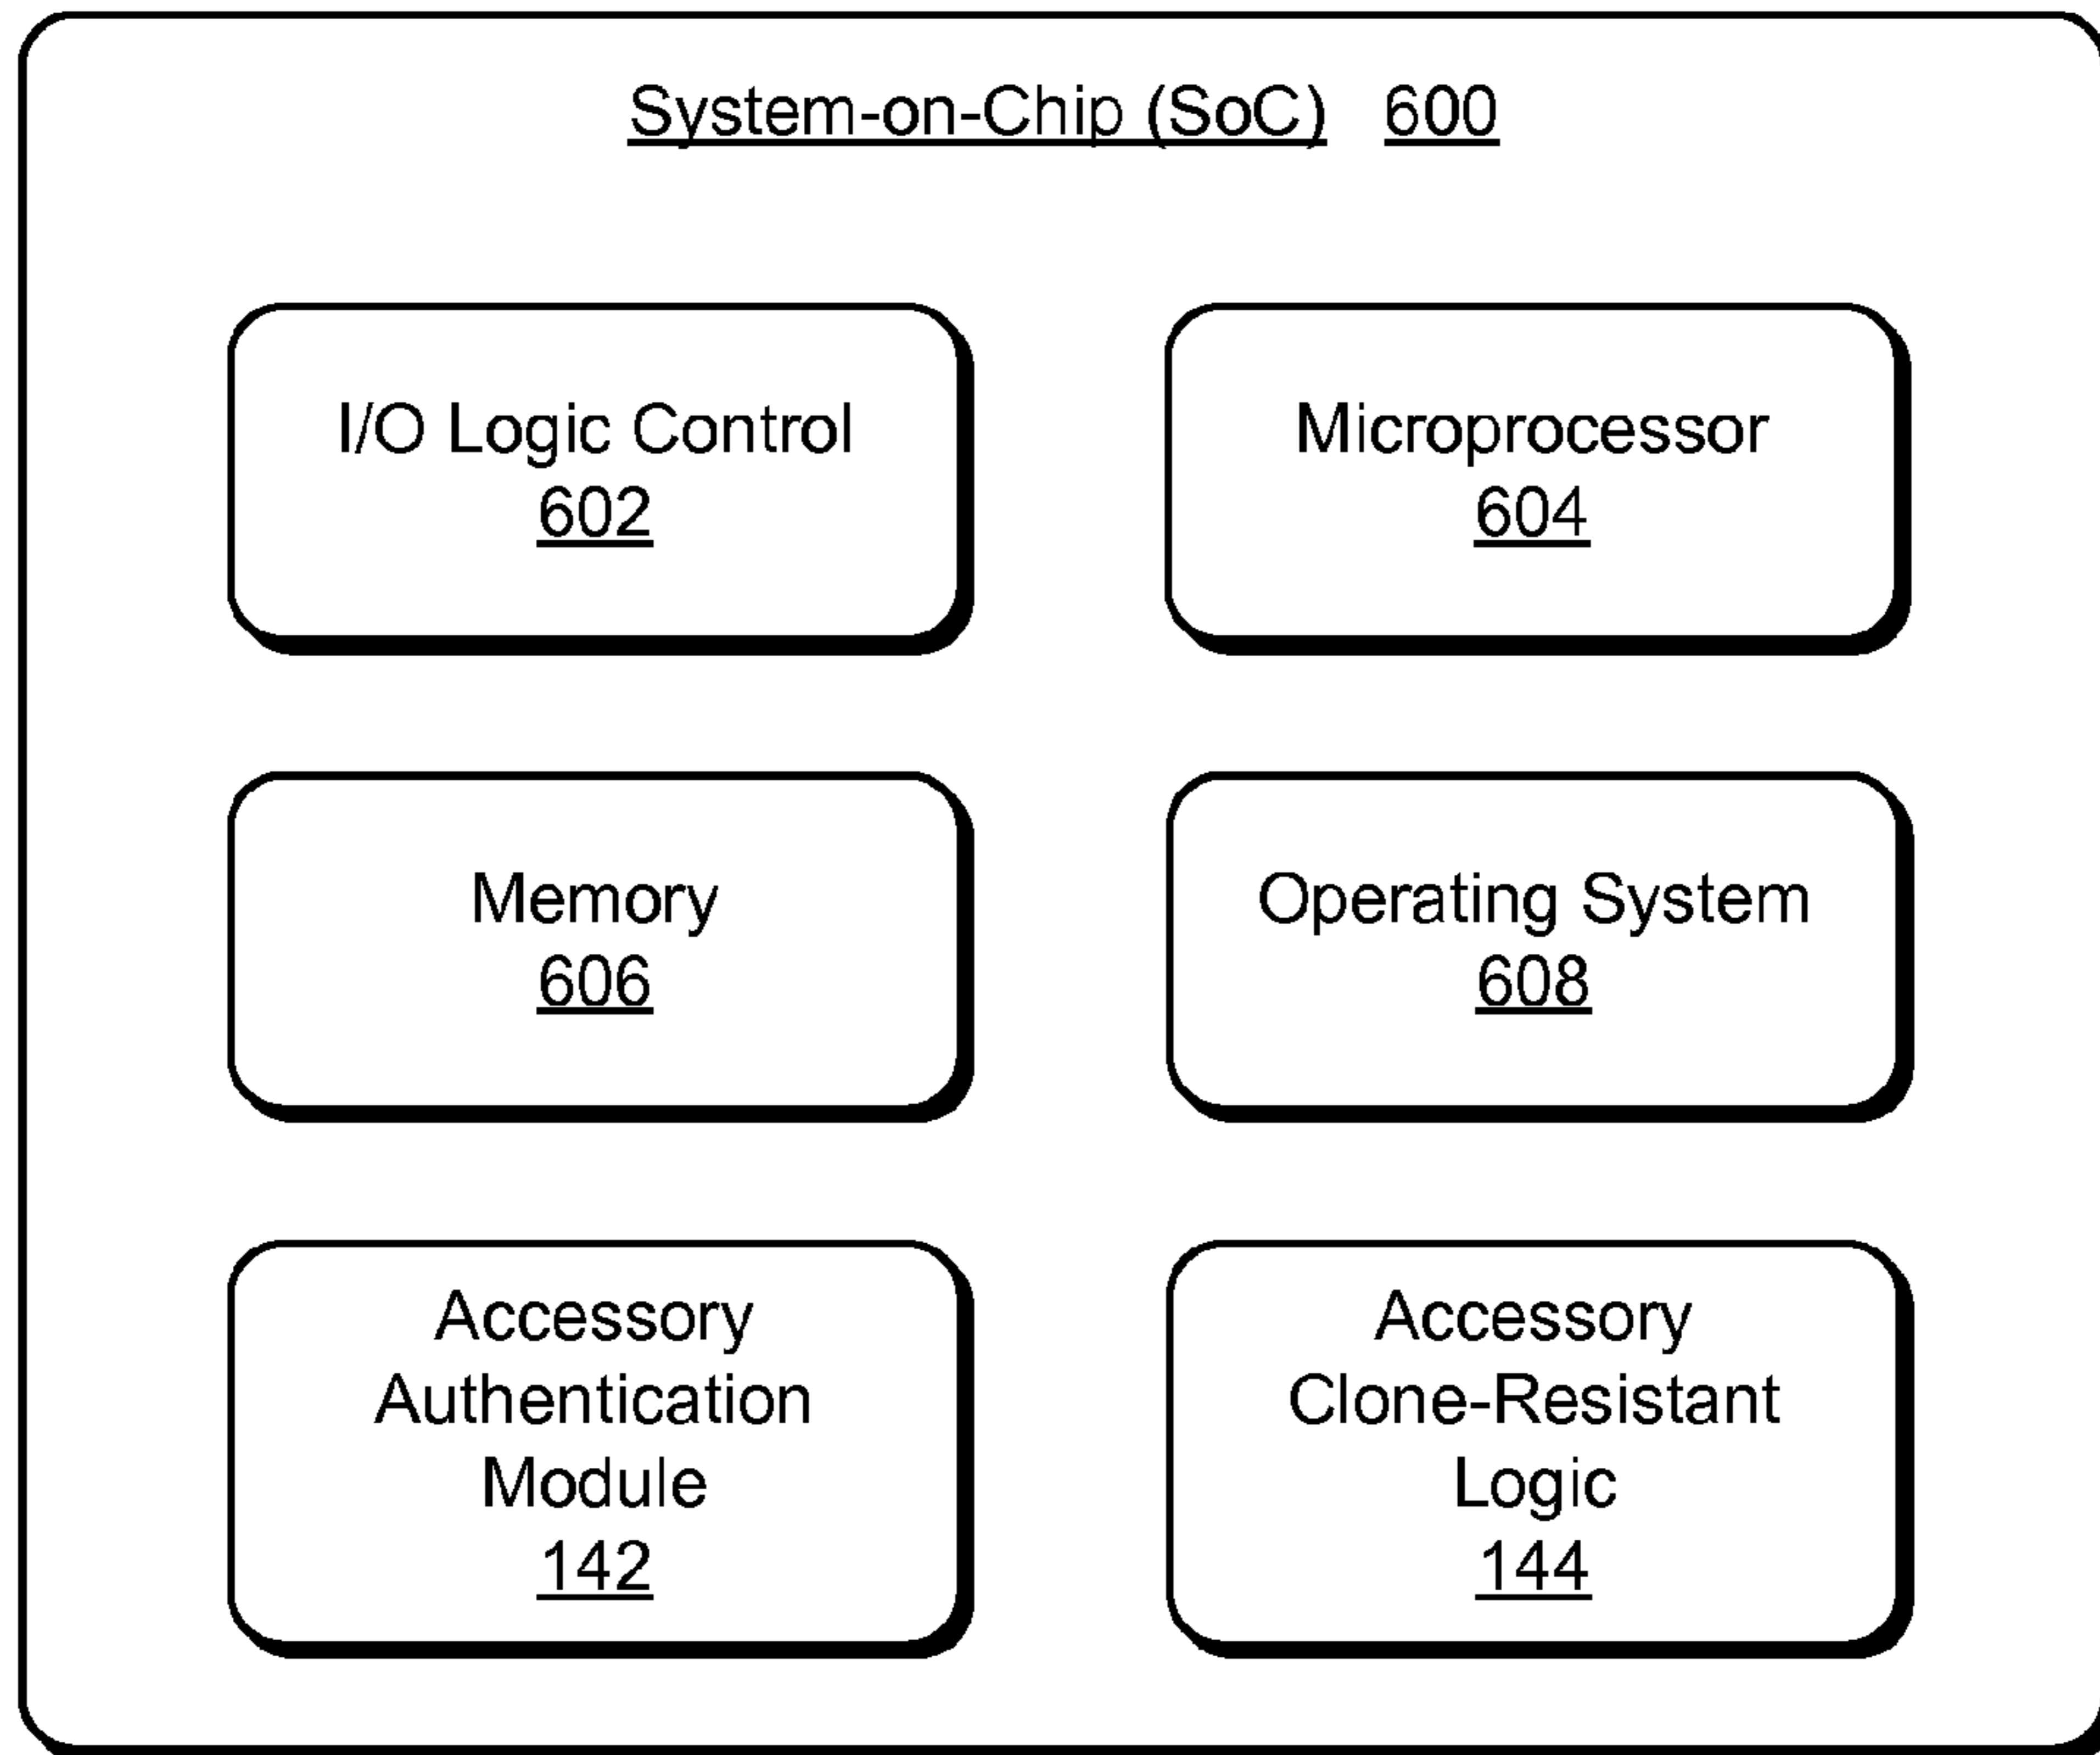 System-on-Chip (SoC) 600
I/O Logic Control
602
Microprocessor
604
Memory
606
Operating System
608
Accessory
Authentication
Module
142
Accessory
Clone-Resistant
Logic
144